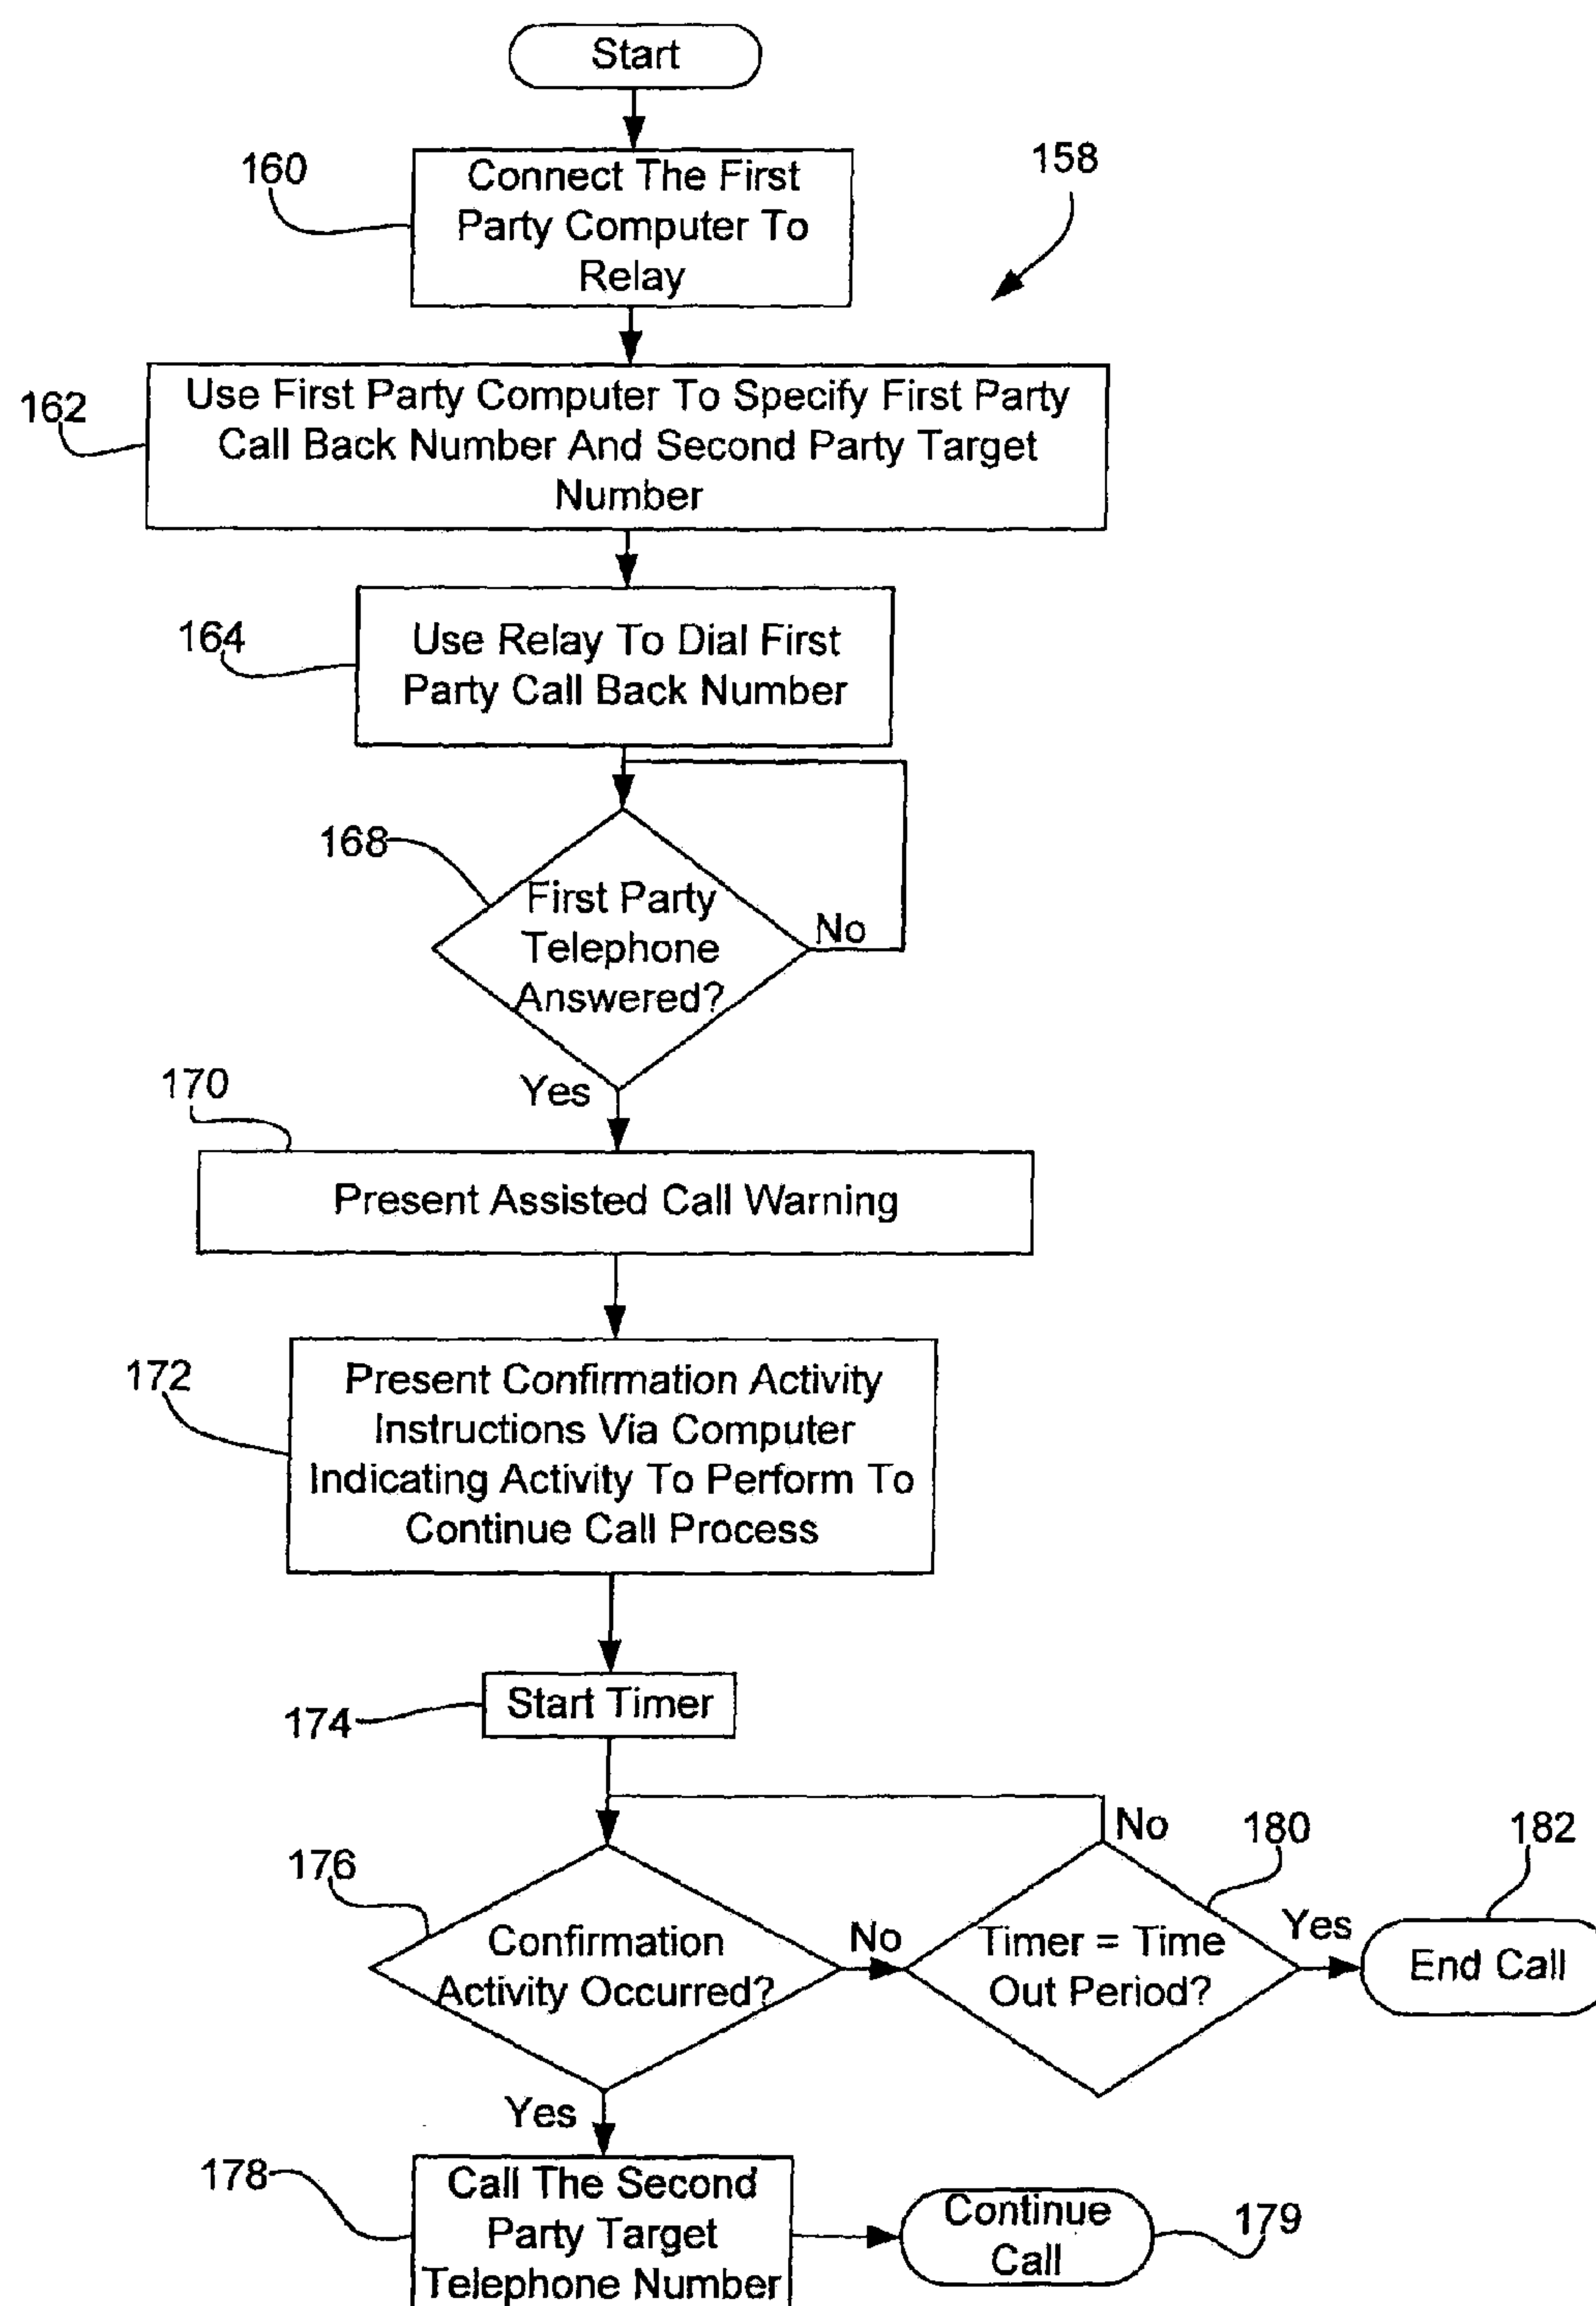 Start
160
Connect The First
Party Computer To
Relay
158
162
Use First Party Computer To Specify First Party
Call Back Number And Second Party Target
Number
164
Use Relay To Dial First
Party Call Back Number
168
First Party
Telephone
Answered?
No
Yes
170
Present Assisted Call Warning
172
Present Confirmation Activity
Instructions Via Computer
Indicating Activity To Perform To
Continue Call Process
174
Start Timer
176
Confirmation
Activity Occurred?
No
No
180
Timer = Time
Out Period?
Yes
182
End Call
Yes
178
Call The Second
Party Target
Telephone Number
Continue
Call
179